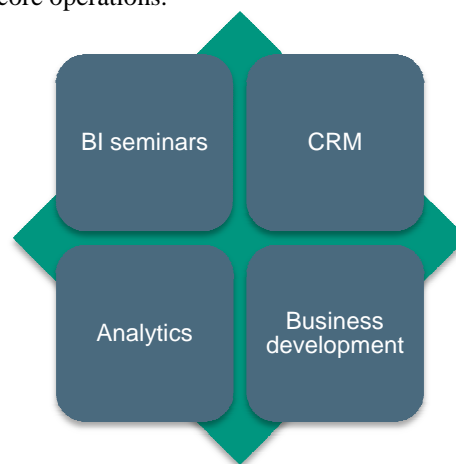 core operations.
BI seminars
CRM
Analytics
Business
development